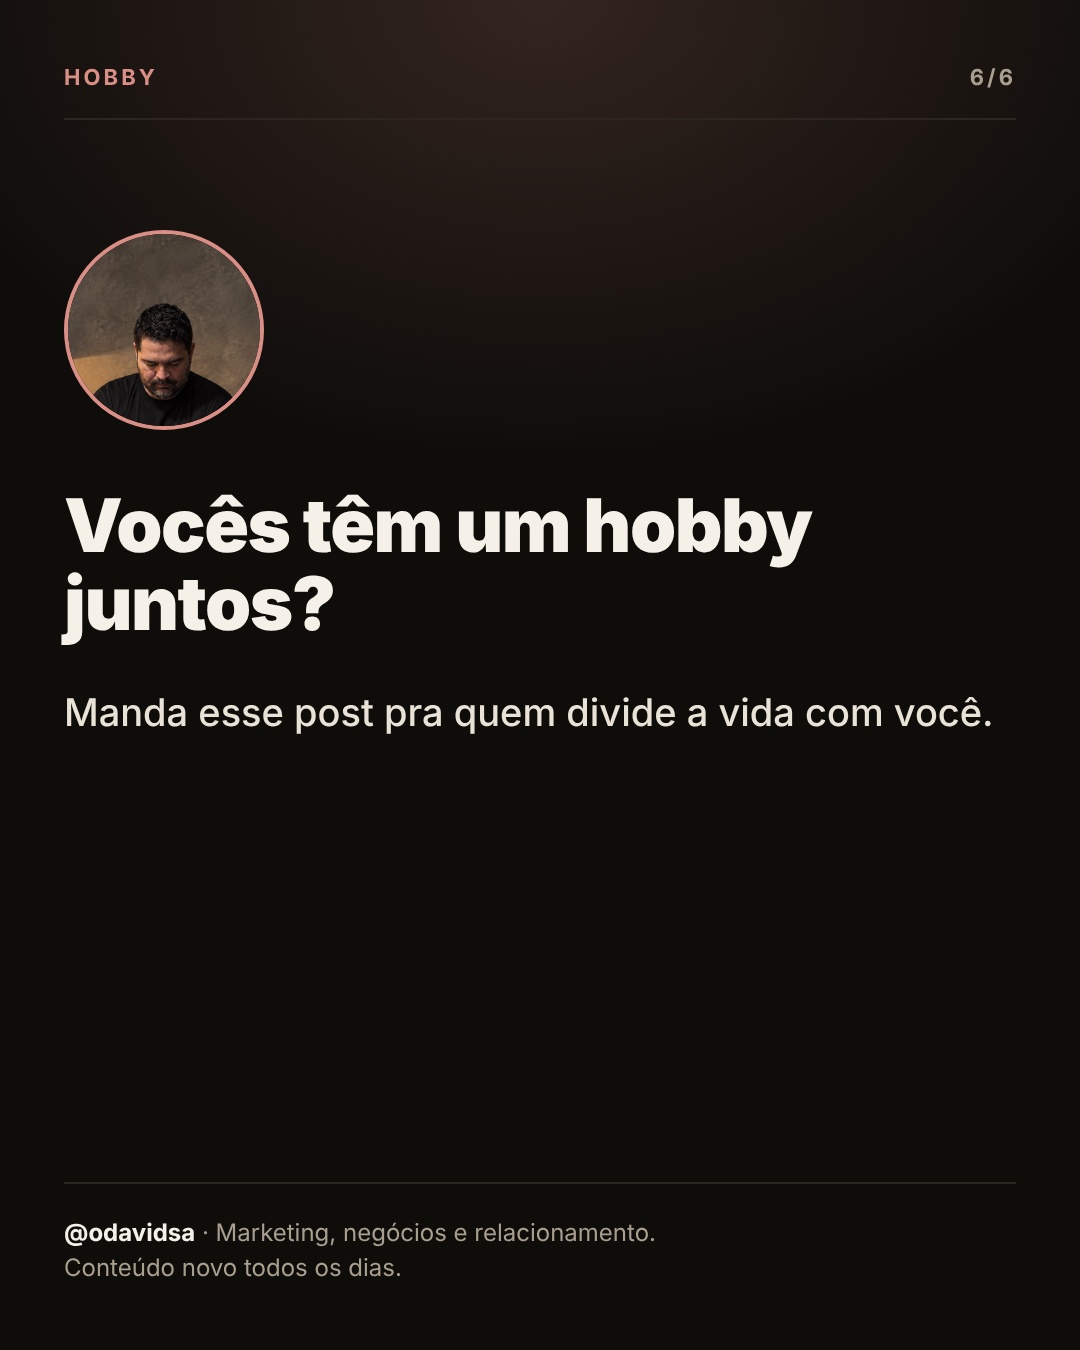 HOBBY
6/6
Vocês têm um hobby
juntos?
Manda esse post pra quem divide a vida com você.
@odavidsa · Marketing, negócios e relacionamento.
Conteúdo novo todos os dias.